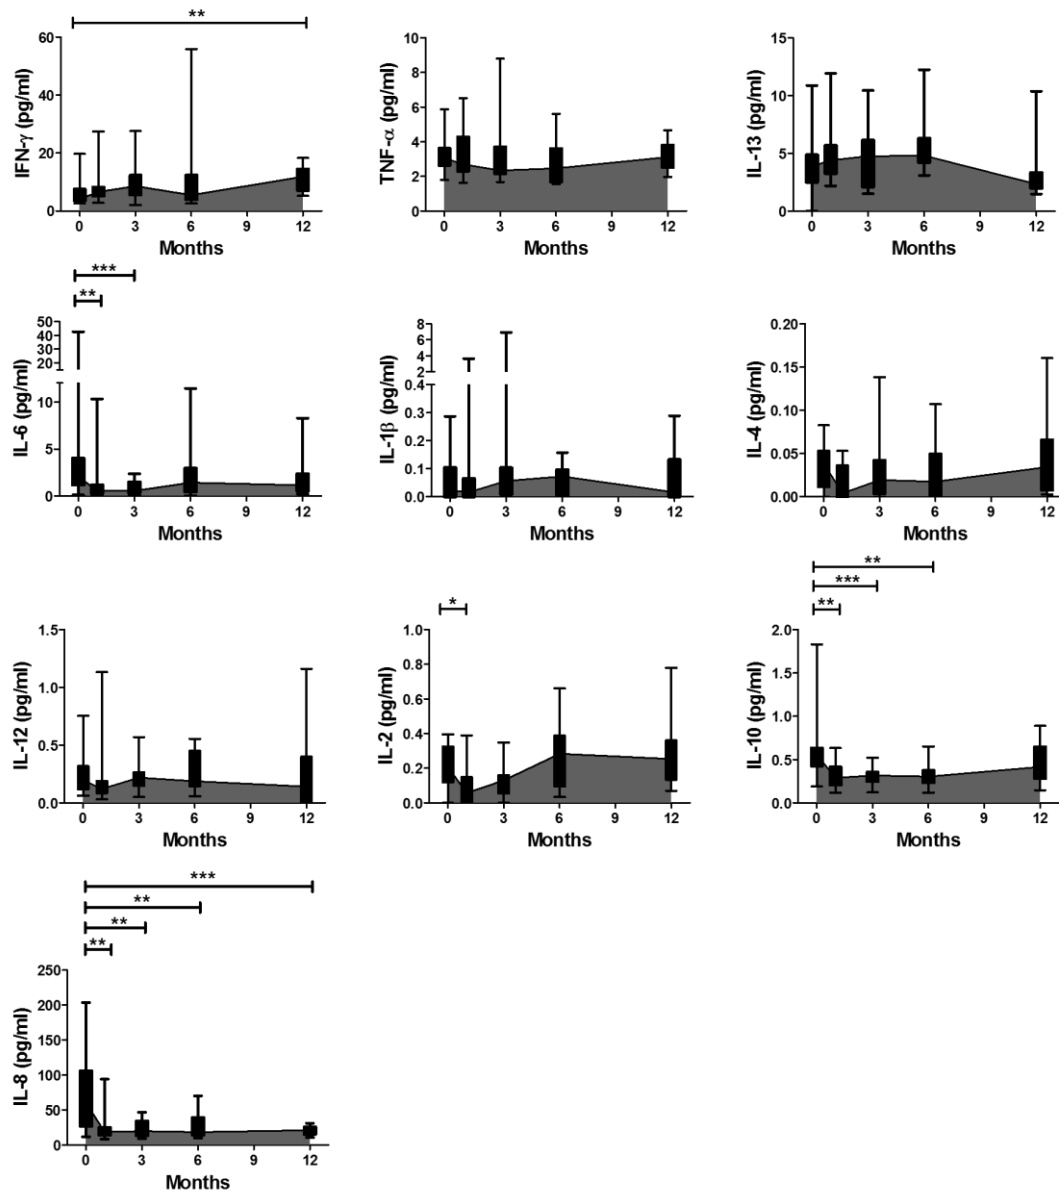 **
IFN-γ (pg/ml)
60
40
20
0
0 3 6 9 12
Months
TNF-α (pg/ml)
10
8
6
4
2
0
0 3 6 9 12
Months
IL-13 (pg/ml)
15
10
5
0
0 3 6 9 12
Months
***
**
IL-6 (pg/ml)
50
40
30
20
10
5
0
0 3 6 9 12
Months
IL-1β (pg/ml)
8
6
4
2
0.4
0.3
0.2
0.1
0.0
0 3 6 9 12
Months
IL-4 (pg/ml)
0.20
0.15
0.10
0.05
0.00
0 3 6 9 12
Months
IL-12 (pg/ml)
1.5
1.0
0.5
0.0
0 3 6 9 12
Months
*
IL-2 (pg/ml)
1.0
0.8
0.6
0.4
0.2
0.0
0 3 6 9 12
Months
**
***
**
IL-10 (pg/ml)
2.0
1.5
1.0
0.5
0.0
0 3 6 9 12
Months
***
**
**
**
IL-8 (pg/ml)
250
200
150
100
50
0
0 3 6 9 12
Months